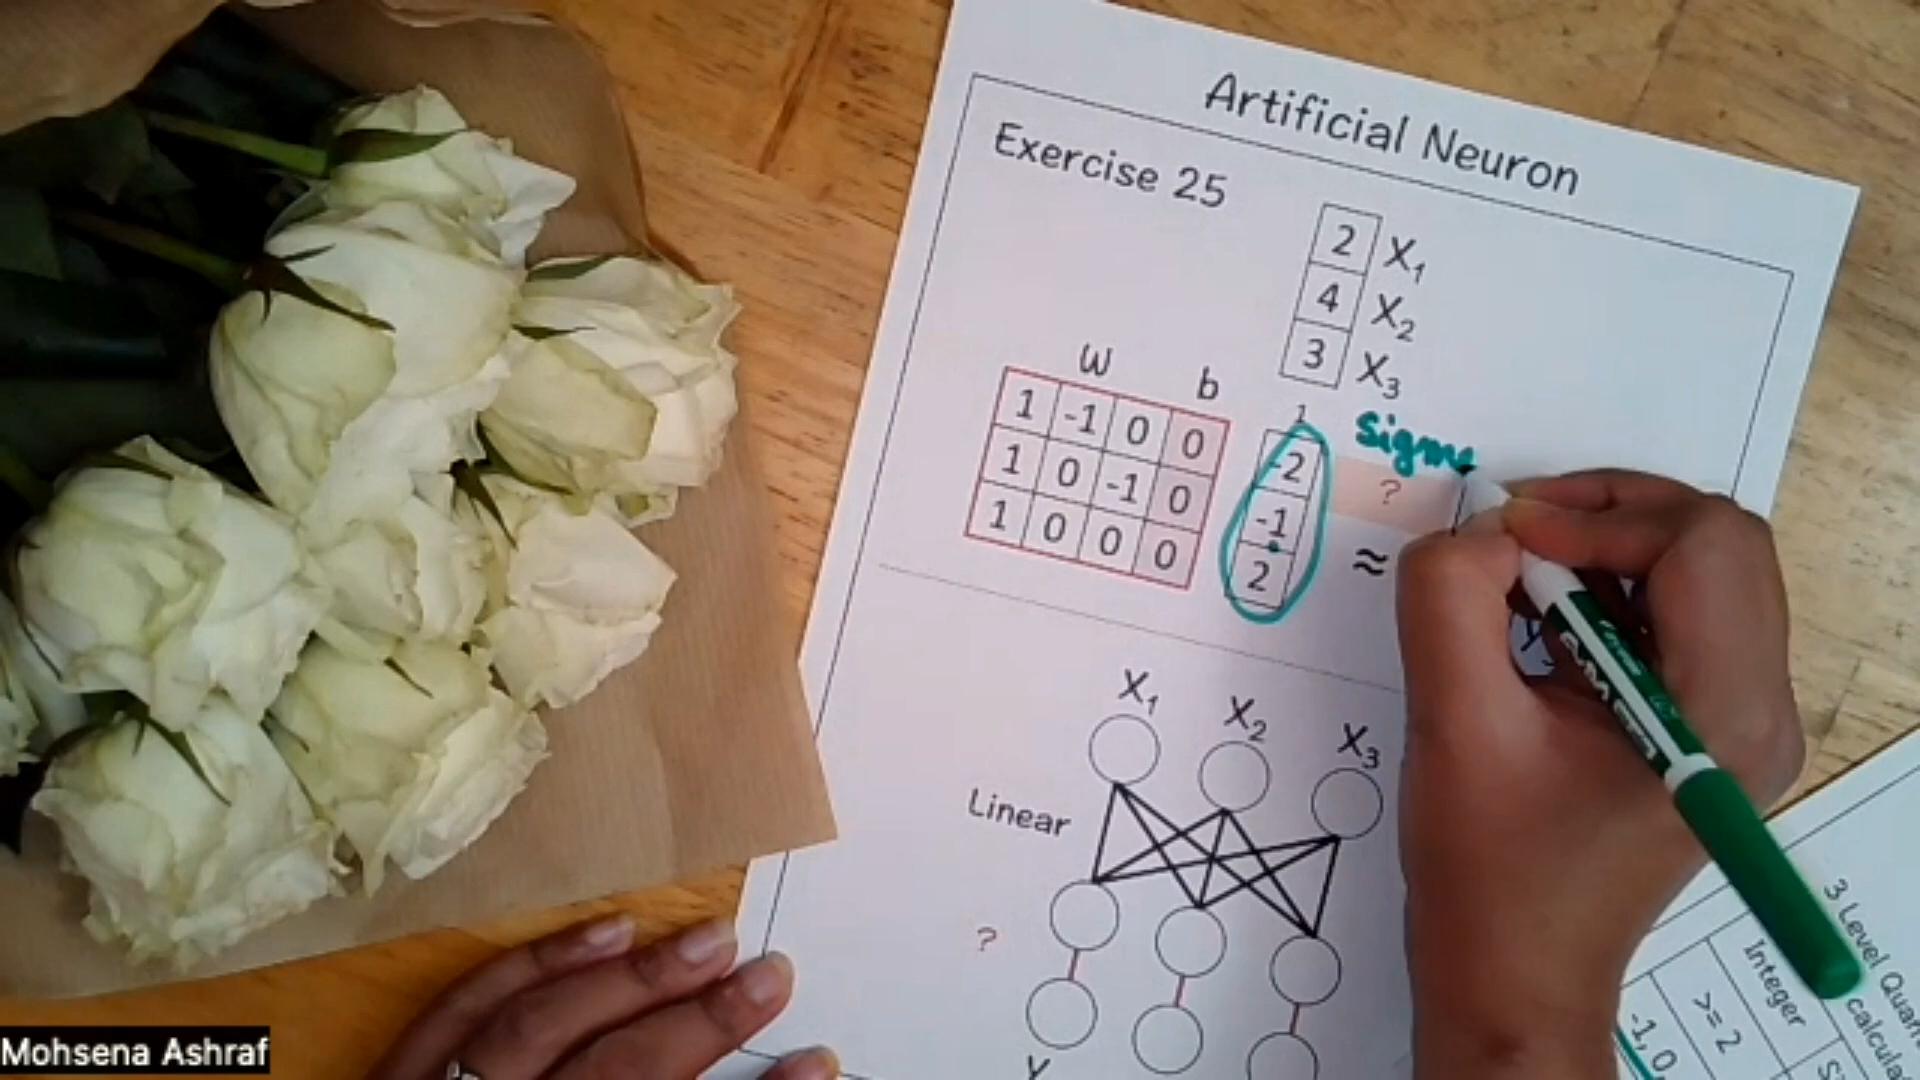 Artificial Neuron
Exercise 25
2 X1
4 X2
3 X3
W b
1 -1 0 0
1 0 -1 0
1 0 0 0
1
-2
-1
2
Sigma
?
≈
X1 X2 X3
Linear
?
Y
3 Level Quan
calcula
Integer
>= 2
-1, 0
Mohsena Ashraf